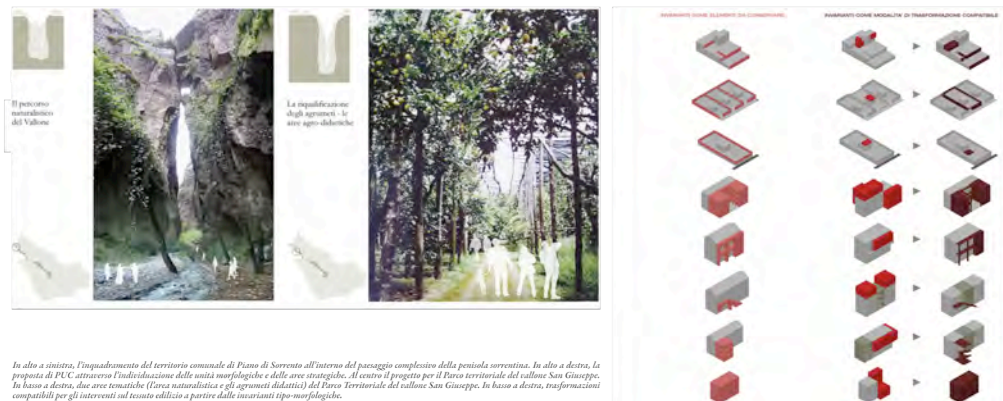 Il percorso
naturalistico
del Vallone
La riqualificazione
degli agrumeti - le
aree agro-didattiche
INVARIANTI COME ELEMENTI DA CONSERVARE
INVARIANTI COME MODALITA' DI TRASFORMAZIONE COMPATIBILE
In alto a sinistra, l'inquadramento del territorio comunale di Piano di Sorrento all'interno del paesaggio complessivo della penisola sorrentina. In alto a destra, la
proposta di PUC attraverso l'individuazione delle unità morfologiche e delle aree strategiche. Al centro il progetto per il Parco territoriale del vallone San Giuseppe.
In basso a destra, due aree tematiche (l'area naturalistica e gli agrumeti didattici) del Parco Territoriale del vallone San Giuseppe. In basso a destra, trasformazioni
compatibili per gli interventi sul tessuto edilizio a partire dalle invarianti tipo-morfologiche.